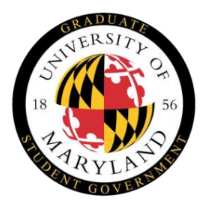 GRADUATE
UNIVERSITY OF
18 56
MARYLAND
STUDENT GOVERNMENT